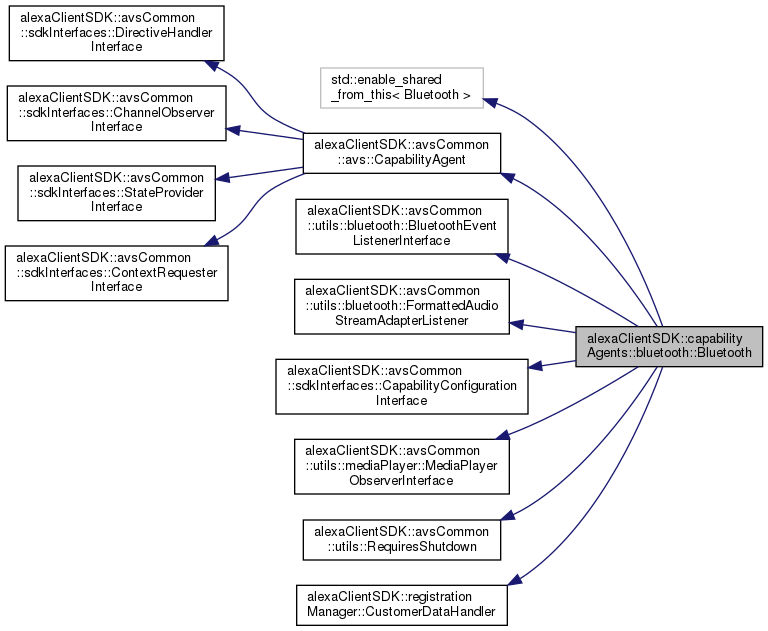 alexaClientSDK::avsCommon
::sdkInterfaces::DirectiveHandler
Interface
alexaClientSDK::avsCommon
::sdkInterfaces::ChannelObserver
Interface
alexaClientSDK::avsCommon
::sdkInterfaces::StateProvider
Interface
alexaClientSDK::avsCommon
::sdkInterfaces::ContextRequester
Interface
std::enable_shared
_from_this< Bluetooth >
alexaClientSDK::avsCommon
::avs::CapabilityAgent
alexaClientSDK::avsCommon
::utils::bluetooth::BluetoothEvent
ListenerInterface
alexaClientSDK::avsCommon
::utils::bluetooth::FormattedAudio
StreamAdapterListener
alexaClientSDK::avsCommon
::sdkInterfaces::CapabilityConfiguration
Interface
alexaClientSDK::avsCommon
::utils::mediaPlayer::MediaPlayer
ObserverInterface
alexaClientSDK::avsCommon
::utils::RequiresShutdown
alexaClientSDK::registration
Manager::CustomerDataHandler
alexaClientSDK::capability
Agents::bluetooth::Bluetooth